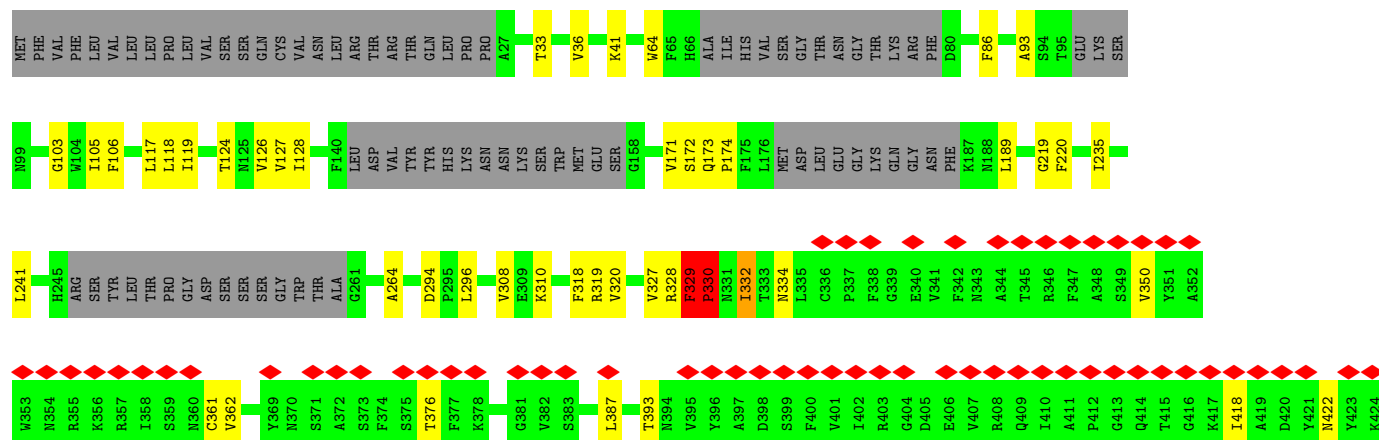 MET PHE VAL PHE LEU VAL LEU LEU PRO LEU VAL SER SER GLN CYS VAL ASN LEU ARG THR ARG THR GLN LEU PRO PRO A27 T33 V36 K41 W64 F65 H66 ALA ILE HIS VAL SER GLY THR ASN GLY THR LYS ARG PHE D80 F86 A93 S94 T95 GLU LYS SER
N99 G103 W104 I105 F106 L117 L118 I119 T124 N125 V126 V127 I128 F140 LEU ASP VAL TYR TYR HIS LYS ASN ASN LYS SER TRP MET GLU SER G158 V171 S172 Q173 P174 F175 L176 MET ASP LEU GLU GLY LYS GLN GLY ASN PHE K187 N188 L189 G219 F220 I235
L241 H245 ARG SER TYR LEU THR PRO GLY ASP SER SER SER GLY TRP THR ALA G261 A264 D294 P295 L296 V308 E309 K310 F318 R319 V320 V327 R328 F329 P330 N331 I332 T333 N334 L335 C336 P337 F338 G339 E340 V341 F342 N343 A344 T345 R346 F347 A348 S349 V350 Y351 A352
W353 N354 R355 K356 R357 I358 S359 N360 C361 V362 Y369 N370 S371 A372 S373 F374 S375 T376 F377 K378 G381 V382 S383 L387 T393 N394 V395 Y396 A397 D398 S399 F400 V401 I402 R403 G404 D405 E406 V407 R408 Q409 I410 A411 P412 G413 Q414 T415 G416 K417 I418 A419 D420 Y421 N422 Y423 K424